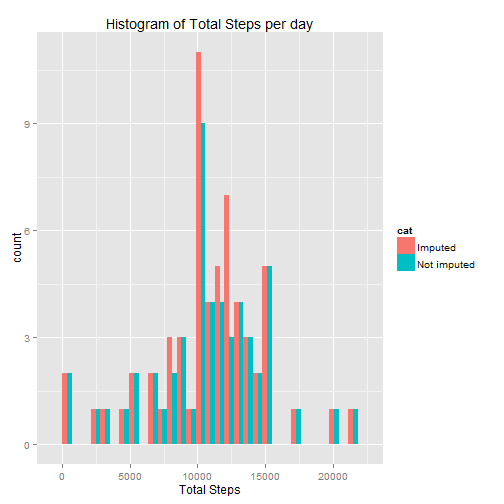 Histogram of Total Steps per day
9
6
3
0
count
0 5000 10000 15000 20000
Total Steps
cat
Imputed
Not imputed